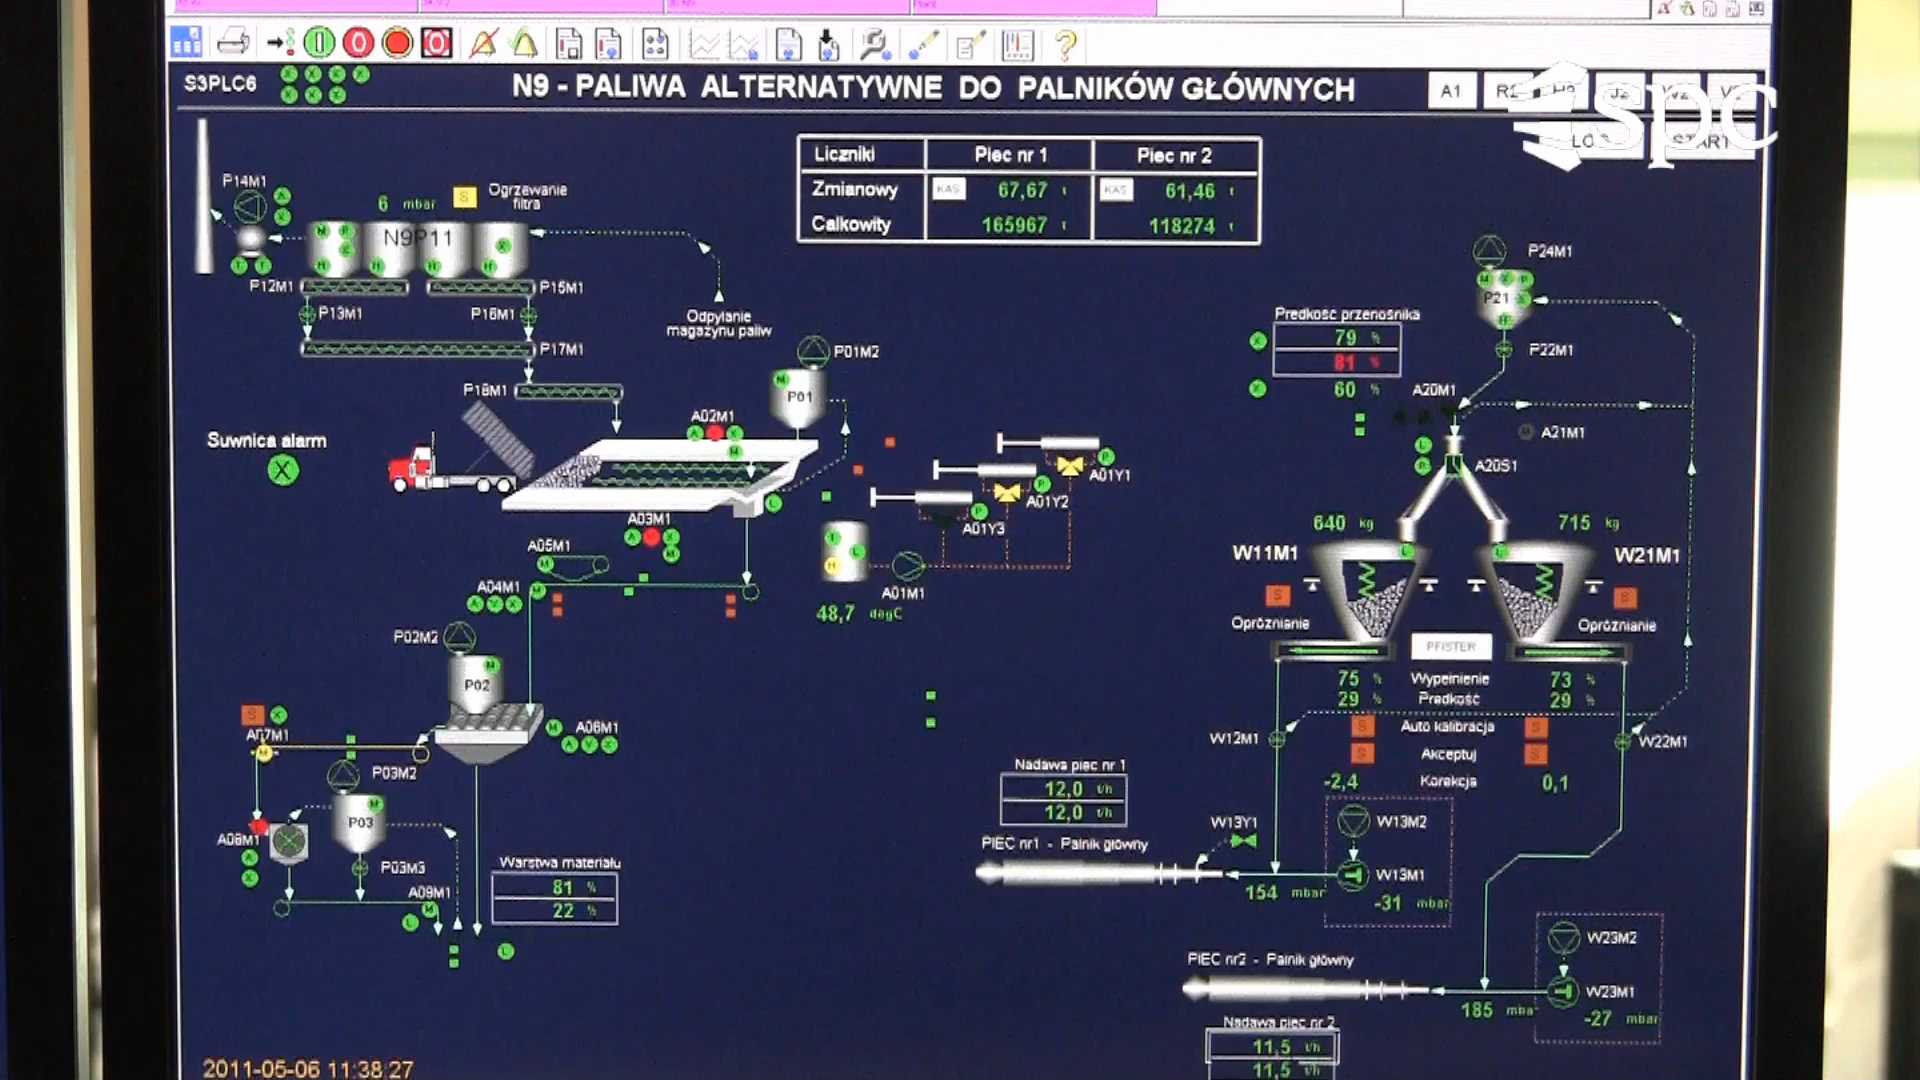 S3PLC6
N9 - PALIWA ALTERNATYWNE DO PALNIKÓW GŁÓWNYCH
A1
spc
START
Liczniki Piec nr 1 Piec nr 2
Zmianowy KAS 67,67 t KAS 61,46 t
Calkowity 165967 t 118274 t
P14M1
6 mbar
S
Ogrzewanie
filtra
N9P11
P12M1
P15M1
P13M1
P16M1
P17M1
P18M1
Odpylanie
magazynu paliw
P01M2
P01
Suwnica alarm
X
A02M1
A03M1
A05M1
A04M1
A01Y1
A01Y2
A01Y3
A01M1
48,7 degC
P02M2
P02
A06M1
A07M1
P03M2
P03
A08M1
P03M3
A09M1
Warstwa materiału
81 %
22 %
P24M1
P21
P22M1
Predkość przenośnika
79 %
81 %
60 %
A20M1
A21M1
A20S1
640 kg
715 kg
W11M1
W21M1
Opróżnianie
Opróżnianie
PFISTER
75 % Wypełnienie 73 %
29 % Predkość 29 %
Auto kalibracja
Akceptuj
-2,4 Korekcja 0,1
W12M1
W22M1
Nadawa piec nr 1
12,0 t/h
12,0 t/h
PIEC nr1 - Palnik główny
W13Y1
W13M2
W13M1
154 mbar
-31 mbar
PIEC nr2 - Palnik główny
W23M2
W23M1
185 mbar
-27 mbar
Nadawa piec nr 2
11,5 t/h
11,5 t/h
2011-05-06 11:38:27